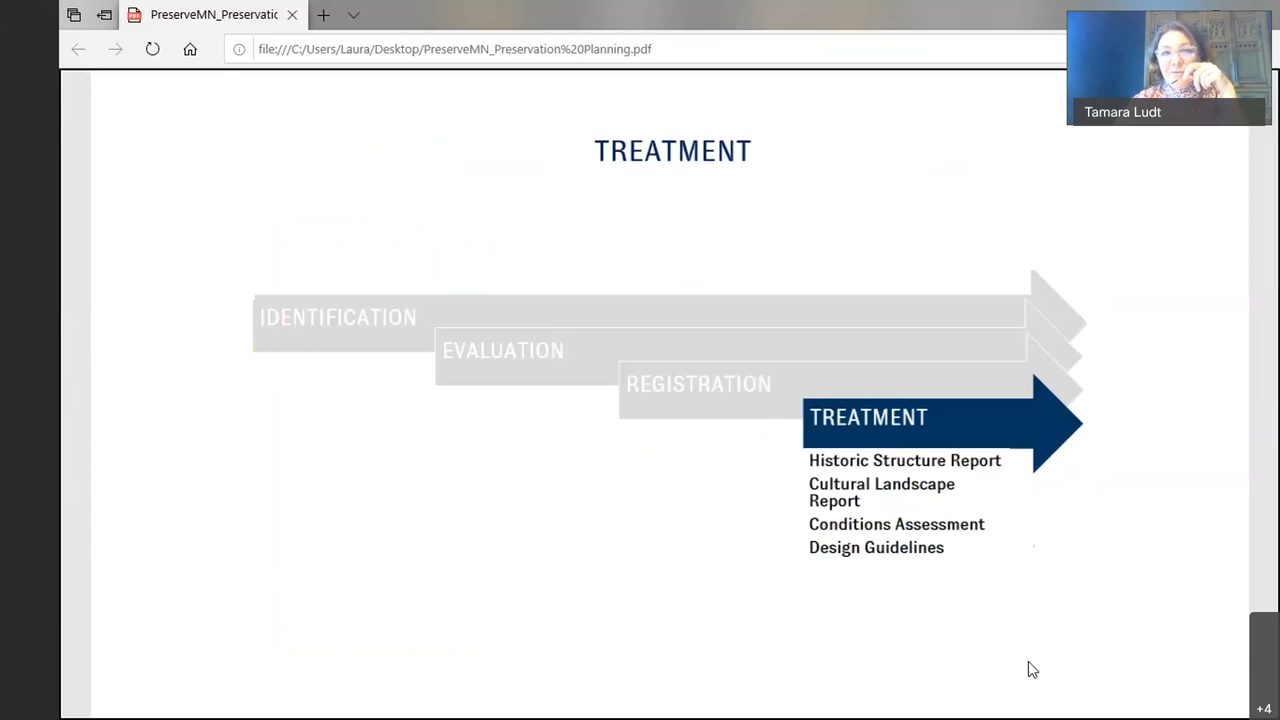 PreserveMN_Preservatic
file:///C:/Users/Laura/Desktop/PreserveMN_Preservation%20Planning.pdf
Tamara Ludt
TREATMENT
IDENTIFICATION
EVALUATION
REGISTRATION
TREATMENT
Historic Structure Report
Cultural Landscape
Report
Conditions Assessment
Design Guidelines
+4